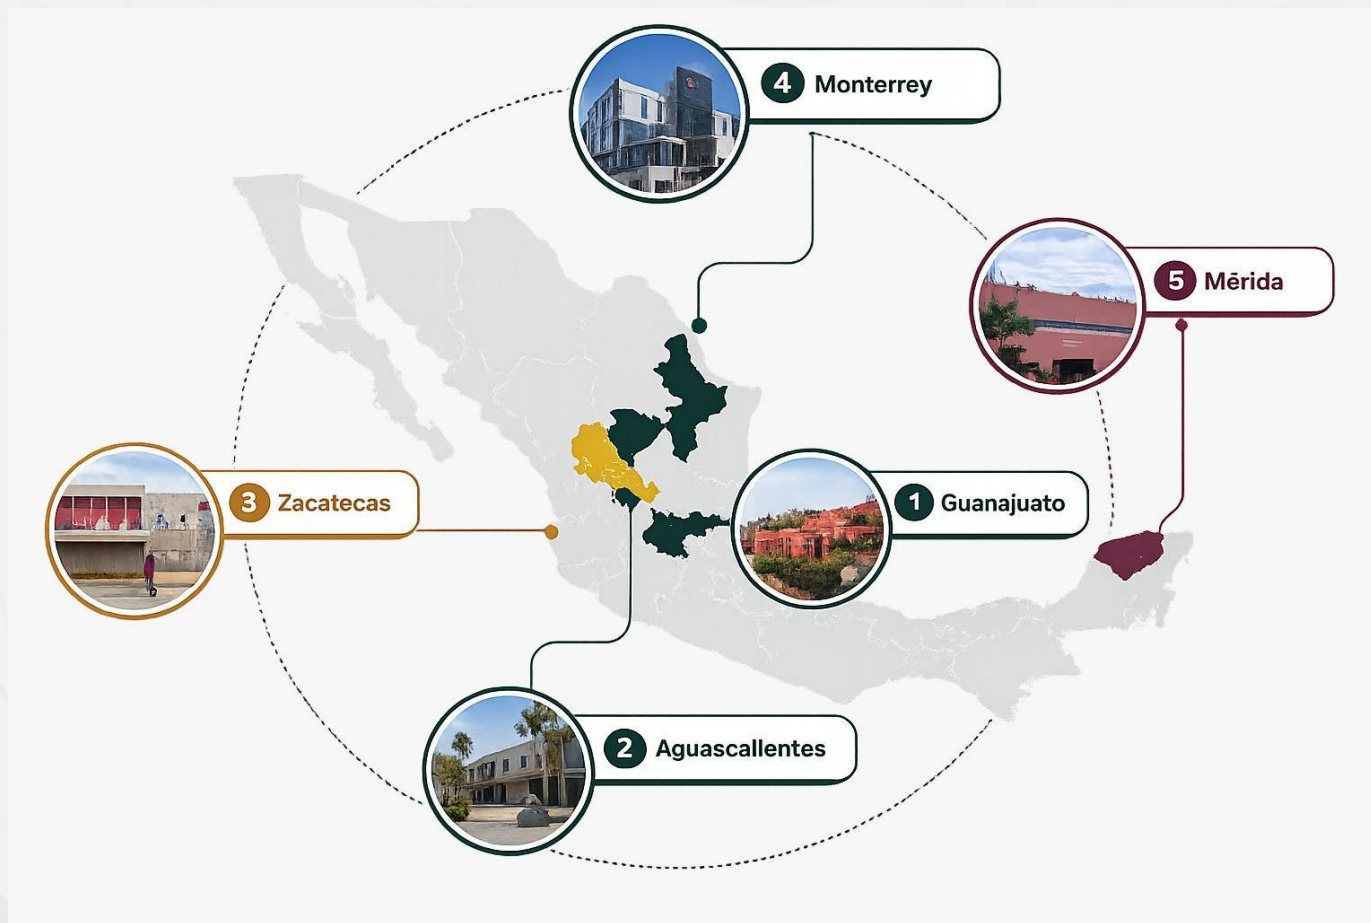 4 Monterrey
5 Mērida
3 Zacatecas
1 Guanajuato
2 Aguascallentes